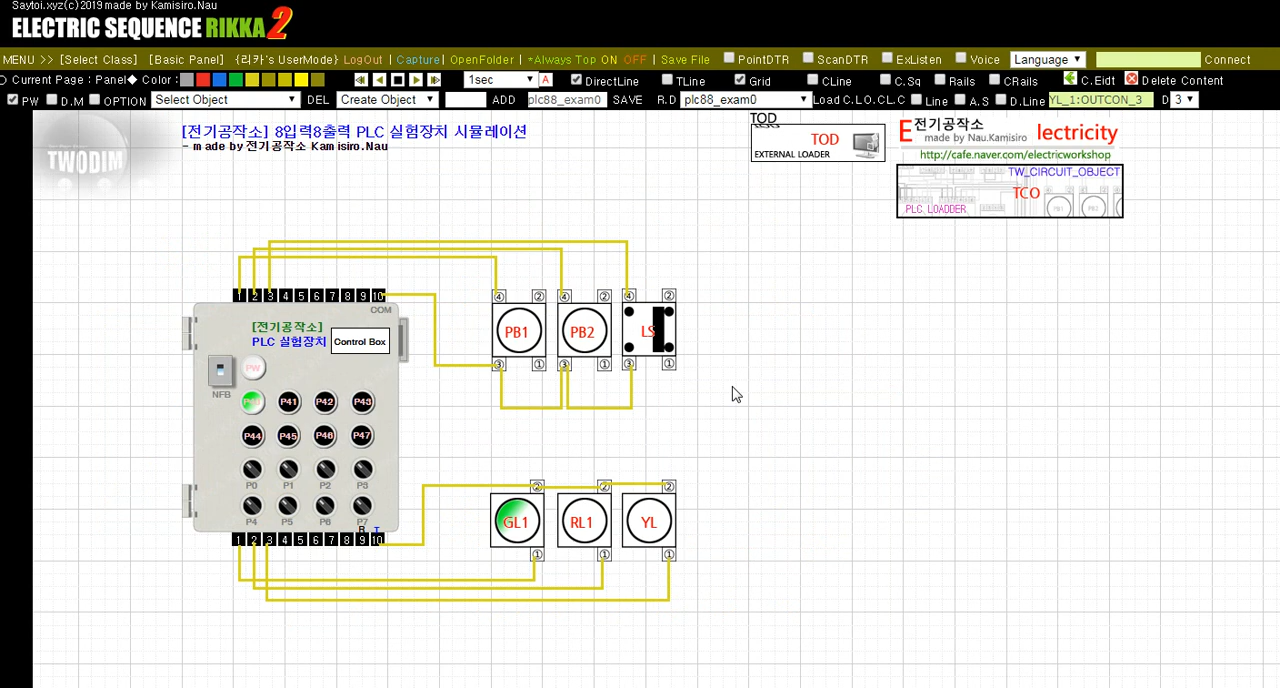 Saytoi.xyz(c)2019 made by Kamisiro.Nau
ELECTRIC SEQUENCE RIKKA 2
MENU >> [Select Class] [Basic Panel] {리카's UserMode} LogOut | Capture | OpenFolder | *Always Top ON OFF | Save File PointDTR ScanDTR ExListen Voice Language Connect
Current Page : Panel◆ Color : 1sec A DirectLine TLine Grid CLine C.Sq Rails CRails C.Eidt Delete Content
PW D.M OPTION Select Object DEL Create Object ADD plc88_exam0 SAVE R.D plc88_exam0 Load C.L.O.CL.C Line A.S D.Line YL_1:OUTCON_3 D 3
TWODIM
[전기공작소] 8입력8출력 PLC 실험장치 시뮬레이션
- made by 전기공작소 Kamisiro.Nau
TOD
TOD
EXTERNAL LOADER
E 전기공작소 lectricity
made by Nau.Kamisiro
http://cafe.naver.com/electricworkshop
TW_CIRCUIT_OBJECT
TCO
PLC LOADDER
PB1 PB2
1 2 3 4 5 6 7 8 9 10
COM
④ ② ④ ② ④ ②
[전기공작소]
PLC 실험장치
Control Box
PB1 PB2 LS
③ ① ③ ① ③ ①
PW
NFB
P41 P42 P43
P44 P45 P46 P47
P0 P1 P2 P3
P4 P5 P6 P7
R T
1 2 3 4 5 6 7 8 9 10
② ② ②
GL1 RL1 YL
① ① ①